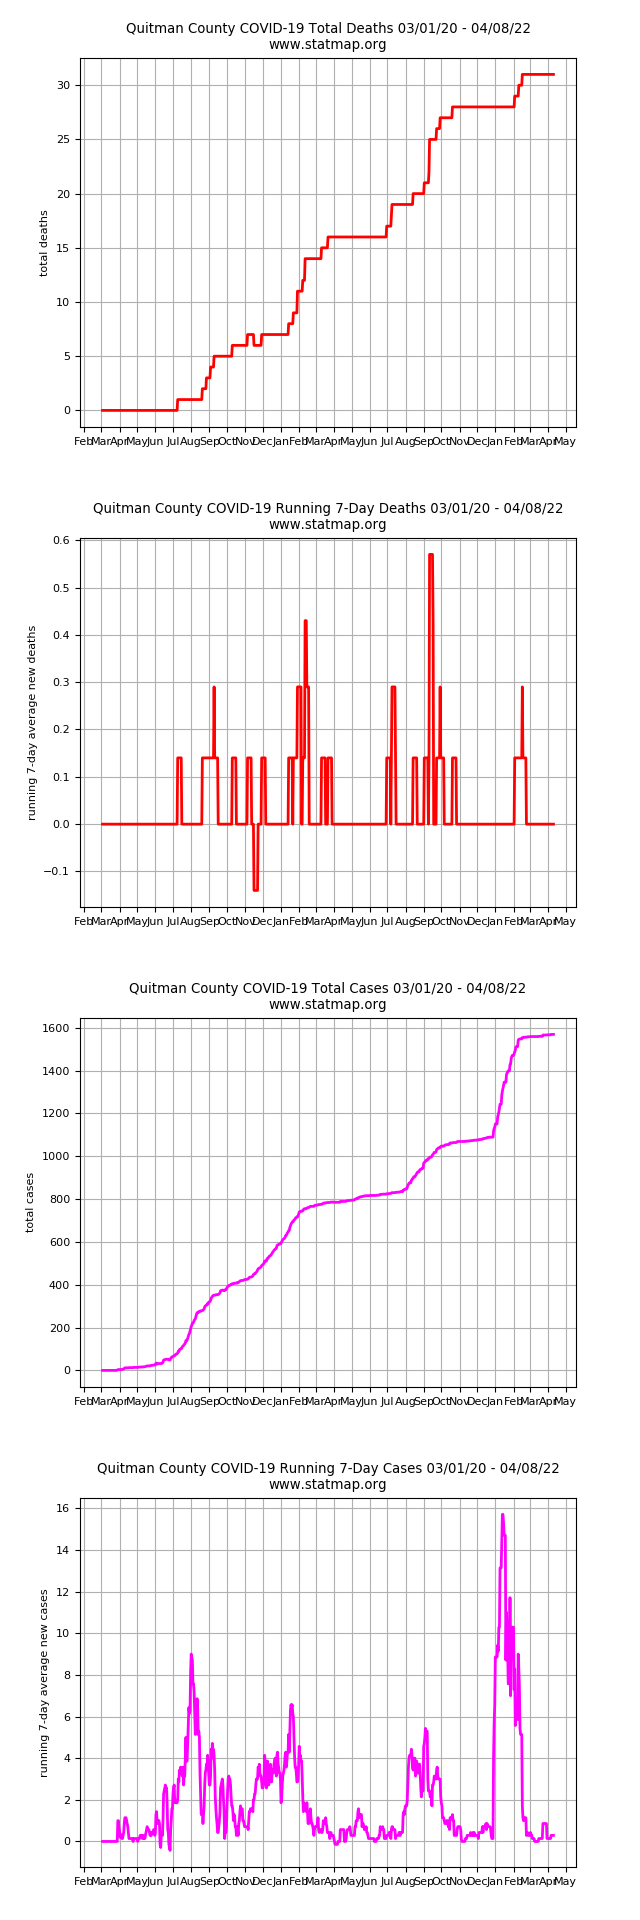 Quitman County COVID-19 Total Deaths 03/01/20 - 04/08/22
www.statmap.org
30
25
20
15
10
5
0
total deaths
Feb Mar Apr May Jun Jul Aug Sep Oct Nov Dec Jan Feb Mar Apr May Jun Jul Aug Sep Oct Nov Dec Jan Feb Mar Apr May
Quitman County COVID-19 Running 7-Day Deaths 03/01/20 - 04/08/22
www.statmap.org
0.6
0.5
0.4
0.3
0.2
0.1
0.0
−0.1
running 7-day average new deaths
Feb Mar Apr May Jun Jul Aug Sep Oct Nov Dec Jan Feb Mar Apr May Jun Jul Aug Sep Oct Nov Dec Jan Feb Mar Apr May
Quitman County COVID-19 Total Cases 03/01/20 - 04/08/22
www.statmap.org
1600
1400
1200
1000
800
600
400
200
0
total cases
Feb Mar Apr May Jun Jul Aug Sep Oct Nov Dec Jan Feb Mar Apr May Jun Jul Aug Sep Oct Nov Dec Jan Feb Mar Apr May
Quitman County COVID-19 Running 7-Day Cases 03/01/20 - 04/08/22
www.statmap.org
16
14
12
10
8
6
4
2
0
running 7-day average new cases
Feb Mar Apr May Jun Jul Aug Sep Oct Nov Dec Jan Feb Mar Apr May Jun Jul Aug Sep Oct Nov Dec Jan Feb Mar Apr May